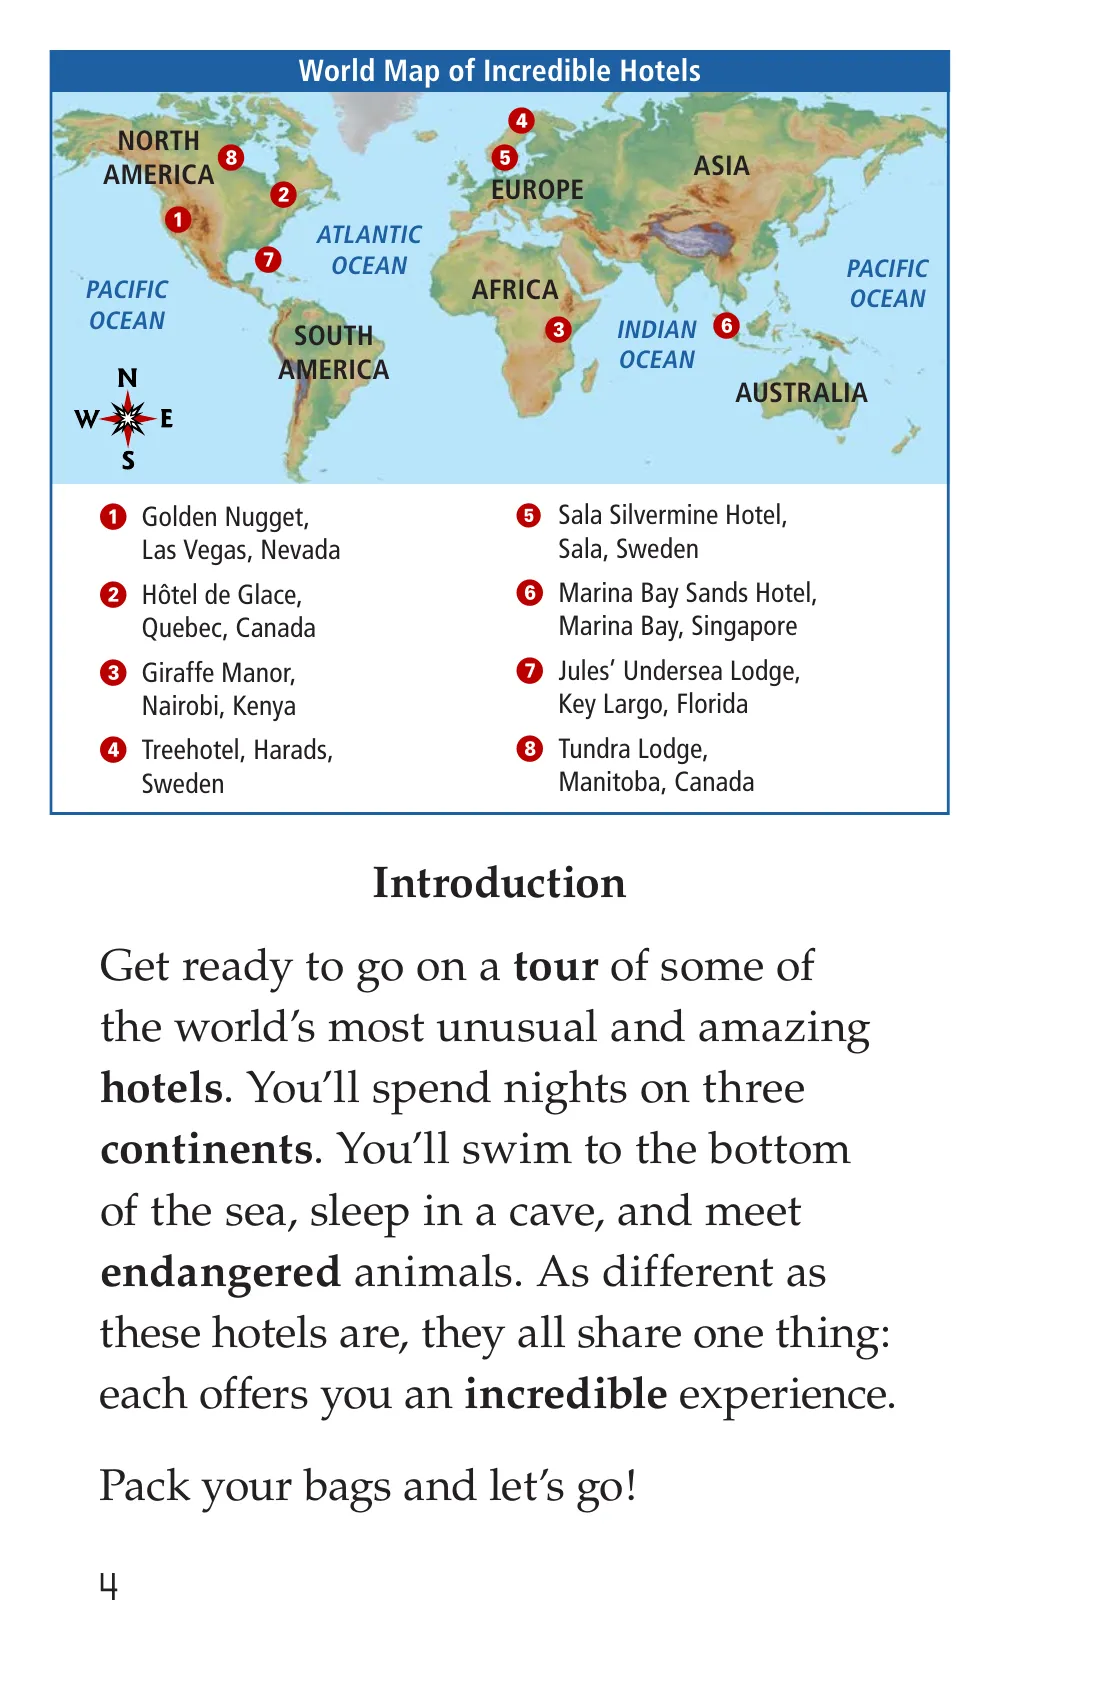 World Map of Incredible Hotels
NORTH
AMERICA
8
4
5
EUROPE
ASIA
2
1
7
ATLANTIC
OCEAN
PACIFIC
OCEAN
AFRICA
3
SOUTH
AMERICA
INDIAN
OCEAN
6
PACIFIC
OCEAN
AUSTRALIA
N
W E
S
1 Golden Nugget,
Las Vegas, Nevada
2 Hôtel de Glace,
Quebec, Canada
3 Giraffe Manor,
Nairobi, Kenya
4 Treehotel, Harads,
Sweden
5 Sala Silvermine Hotel,
Sala, Sweden
6 Marina Bay Sands Hotel,
Marina Bay, Singapore
7 Jules’ Undersea Lodge,
Key Largo, Florida
8 Tundra Lodge,
Manitoba, Canada
Introduction
Get ready to go on a tour of some of
the world’s most unusual and amazing
hotels. You’ll spend nights on three
continents. You’ll swim to the bottom
of the sea, sleep in a cave, and meet
endangered animals. As different as
these hotels are, they all share one thing:
each offers you an incredible experience.
Pack your bags and let’s go!
4